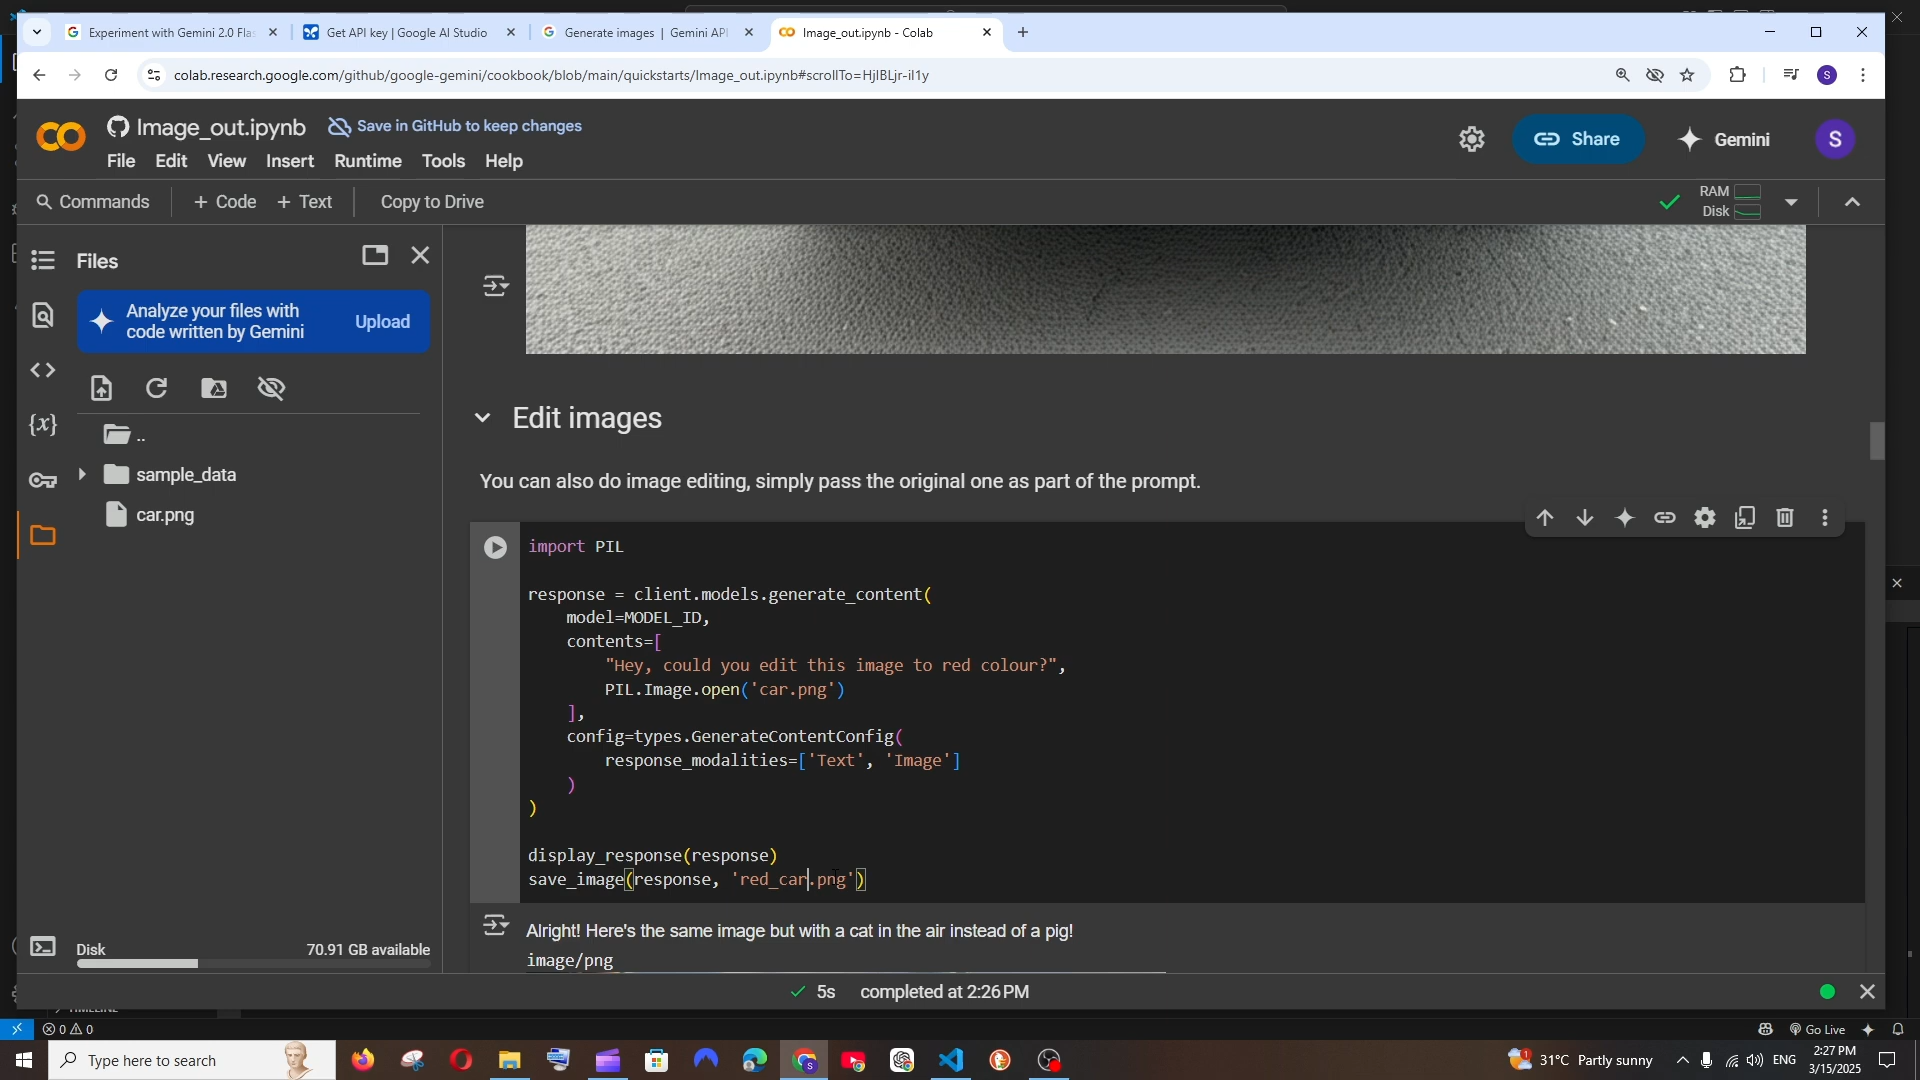 Experiment with Gemini 2.0 Flas
Get API key | Google AI Studio
Generate images | Gemini API
Image_out.ipynb - Colab
colab.research.google.com/github/google-gemini/cookbook/blob/main/quickstarts/Image_out.ipynb#scrollTo=HjlBLjr-il1y
S
Image_out.ipynb
Save in GitHub to keep changes
File Edit View Insert Runtime Tools Help
Share
Gemini
S
Commands
+ Code
+ Text
Copy to Drive
RAM
Disk
Files
Analyze your files with
code written by Gemini
Upload
..
sample_data
car.png
Disk
70.91 GB available
Edit images
You can also do image editing, simply pass the original one as part of the prompt.
import PIL
response = client.models.generate_content(
model=MODEL_ID,
contents=[
"Hey, could you edit this image to red colour?",
PIL.Image.open('car.png')
],
config=types.GenerateContentConfig(
response_modalities=['Text', 'Image']
)
)
display_response(response)
save_image(response, 'red_car.png')
Alright! Here's the same image but with a cat in the air instead of a pig!
image/png
5s completed at 2:26 PM
0 0
Go Live
Type here to search
31°C Partly sunny
ENG
2:27 PM
3/15/2025